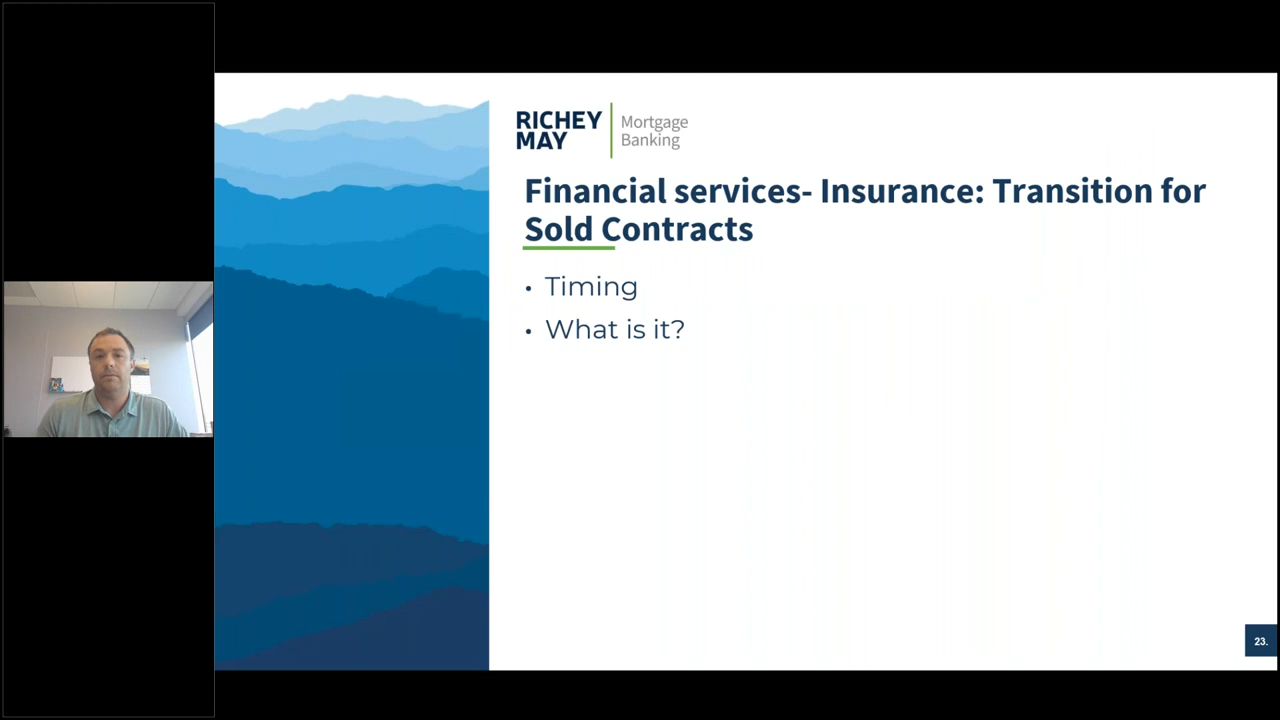 RICHEY
MAY
Mortgage
Banking
Financial services- Insurance: Transition for
Sold Contracts
• Timing
• What is it?
23.